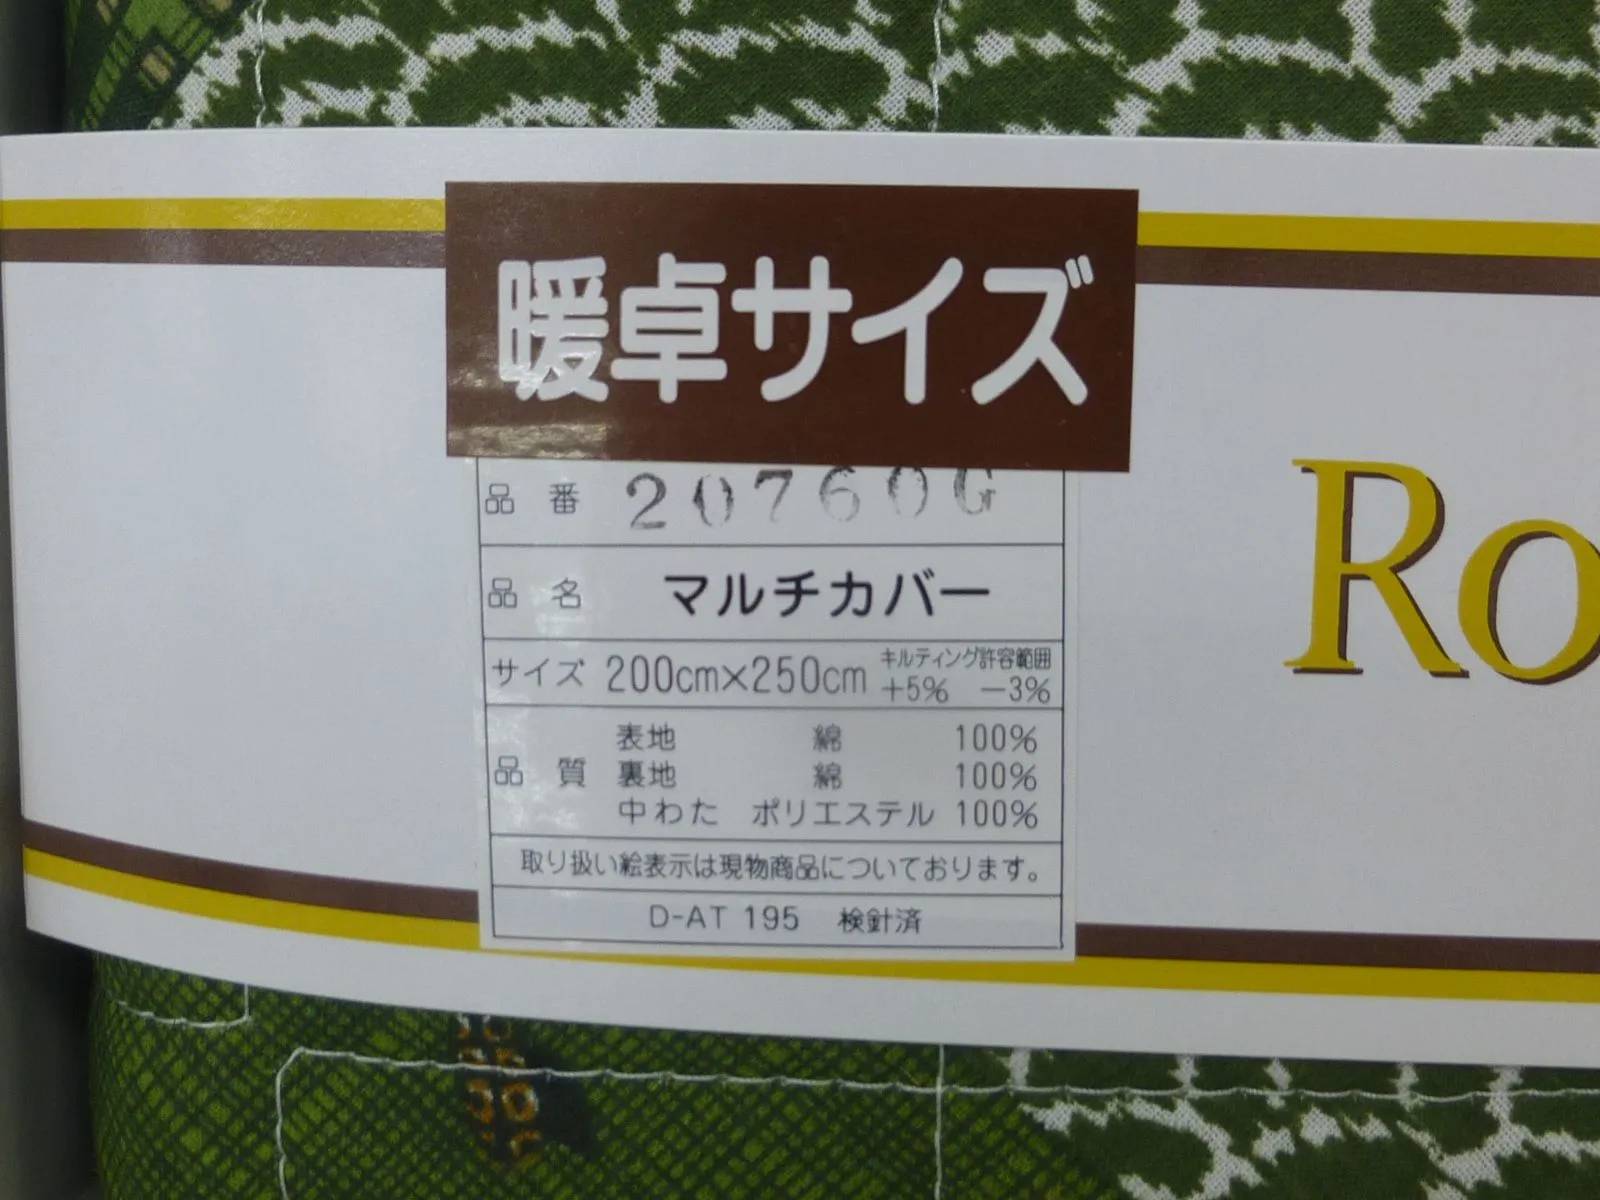 暖卓サイズ
品番 20760G
品名 マルチカバー
サイズ 200cm×250cm キルティング許容範囲
+5% −3%
表地 綿 100%
品質 裏地 綿 100%
中わた ポリエステル 100%
取り扱い絵表示は現物商品についております。
D-AT 195 検針済
Ro